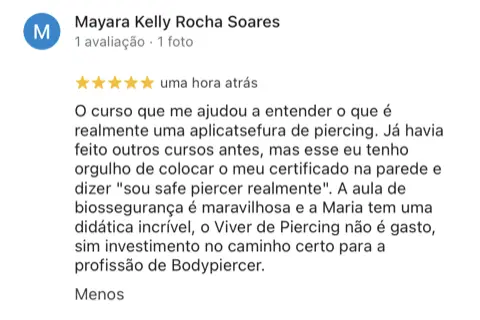 M
Mayara Kelly Rocha Soares
1 avaliação · 1 foto
★★★★★ uma hora atrás
O curso que me ajudou a entender o que é
realmente uma aplicatsefura de piercing. Já havia
feito outros cursos antes, mas esse eu tenho
orgulho de colocar o meu certificado na parede e
dizer "sou safe piercer realmente". A aula de
biossegurança é maravilhosa e a Maria tem uma
didática incrível, o Viver de Piercing não é gasto,
sim investimento no caminho certo para a
profissão de Bodypiercer.
Menos